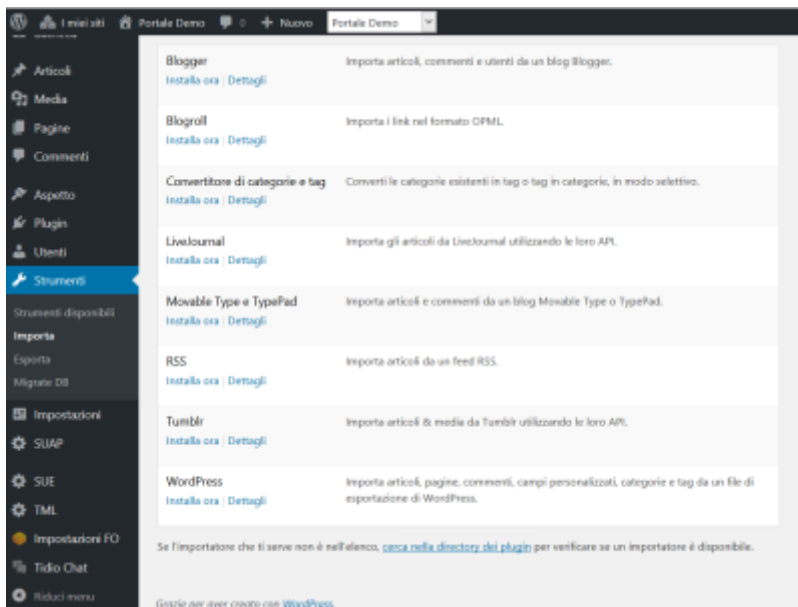 I miei siti Portale Demo 0 Nuovo Portale Demo
Articoli
Media
Pagine
Commenti
Aspetto
Plugin
Utenti
Strumenti
Strumenti disponibili
Importa
Esporta
Migrate DB
Impostazioni
SUAP
SUE
TML
Impostazioni FO
Tidio Chat
Riduci menu
Blogger Importa articoli, commenti e utenti da un blog Blogger.
Installa ora | Dettagli
Blogroll Importa i link nel formato OPML.
Installa ora | Dettagli
Convertitore di categorie e tag Converti le categorie esistenti in tag o tag in categorie, in modo selettivo.
Installa ora | Dettagli
LiveJournal Importa gli articoli da LiveJournal utilizzando le loro API.
Installa ora | Dettagli
Movable Type e TypePad Importa articoli e commenti da un blog Movable Type o TypePad.
Installa ora | Dettagli
RSS Importa articoli da un feed RSS.
Installa ora | Dettagli
Tumblr Importa articoli & media da Tumblr utilizzando le loro API.
Installa ora | Dettagli
WordPress Importa articoli, pagine, commenti, campi personalizzati, categorie e tag da un file di
Installa ora | Dettagli esportazione di WordPress.
Se l'importatore che ti serve non è nell'elenco, cerca nella directory dei plugin per verificare se un importatore è disponibile.
Grazie per aver creato con WordPress.